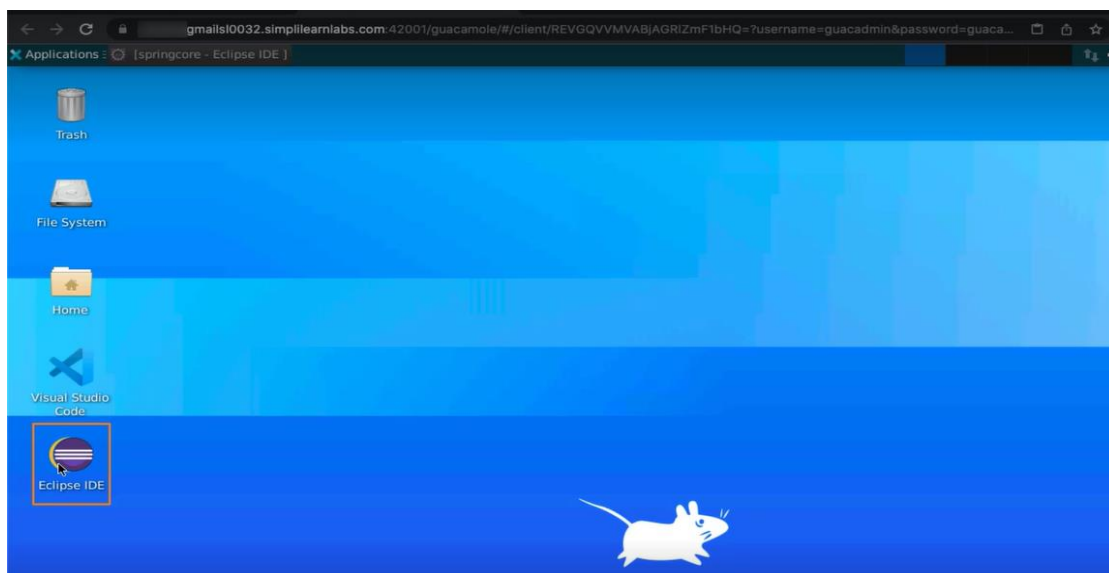 gmailsl0032.simplilearnlabs.com:42001/guacamole/#/client/REVGQVVMVABjAGRlZmF1bHQ=?username=guacadmin&password=guaca...
Applications
[springcore - Eclipse IDE ]
Trash
File System
Home
Visual Studio
Code
Eclipse IDE